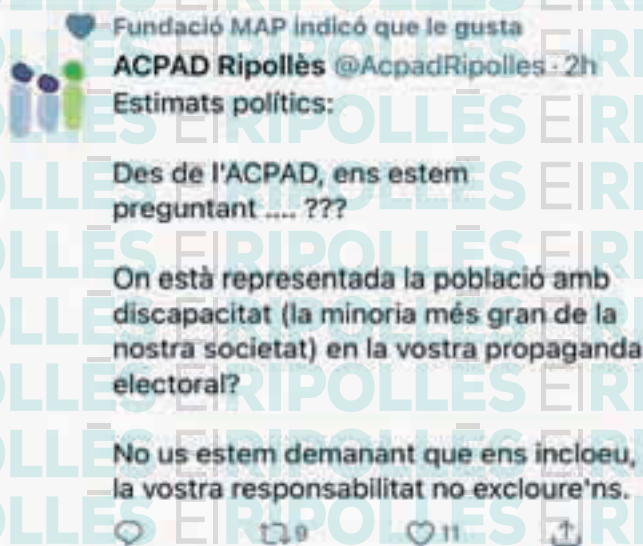 Fundació MAP indicó que le gusta
ACPAD Ripollès @AcpadRipolles · 2h
Estimats polítics:
Des de l'ACPAD, ens estem
preguntant .... ???
On està representada la població amb
discapacitat (la minoria més gran de la
nostra societat) en la vostra propaganda
electoral?
No us estem demanant que ens incloeu,
la vostra responsabilitat no excloure'ns.
9 11
EL RIPOLLÈS